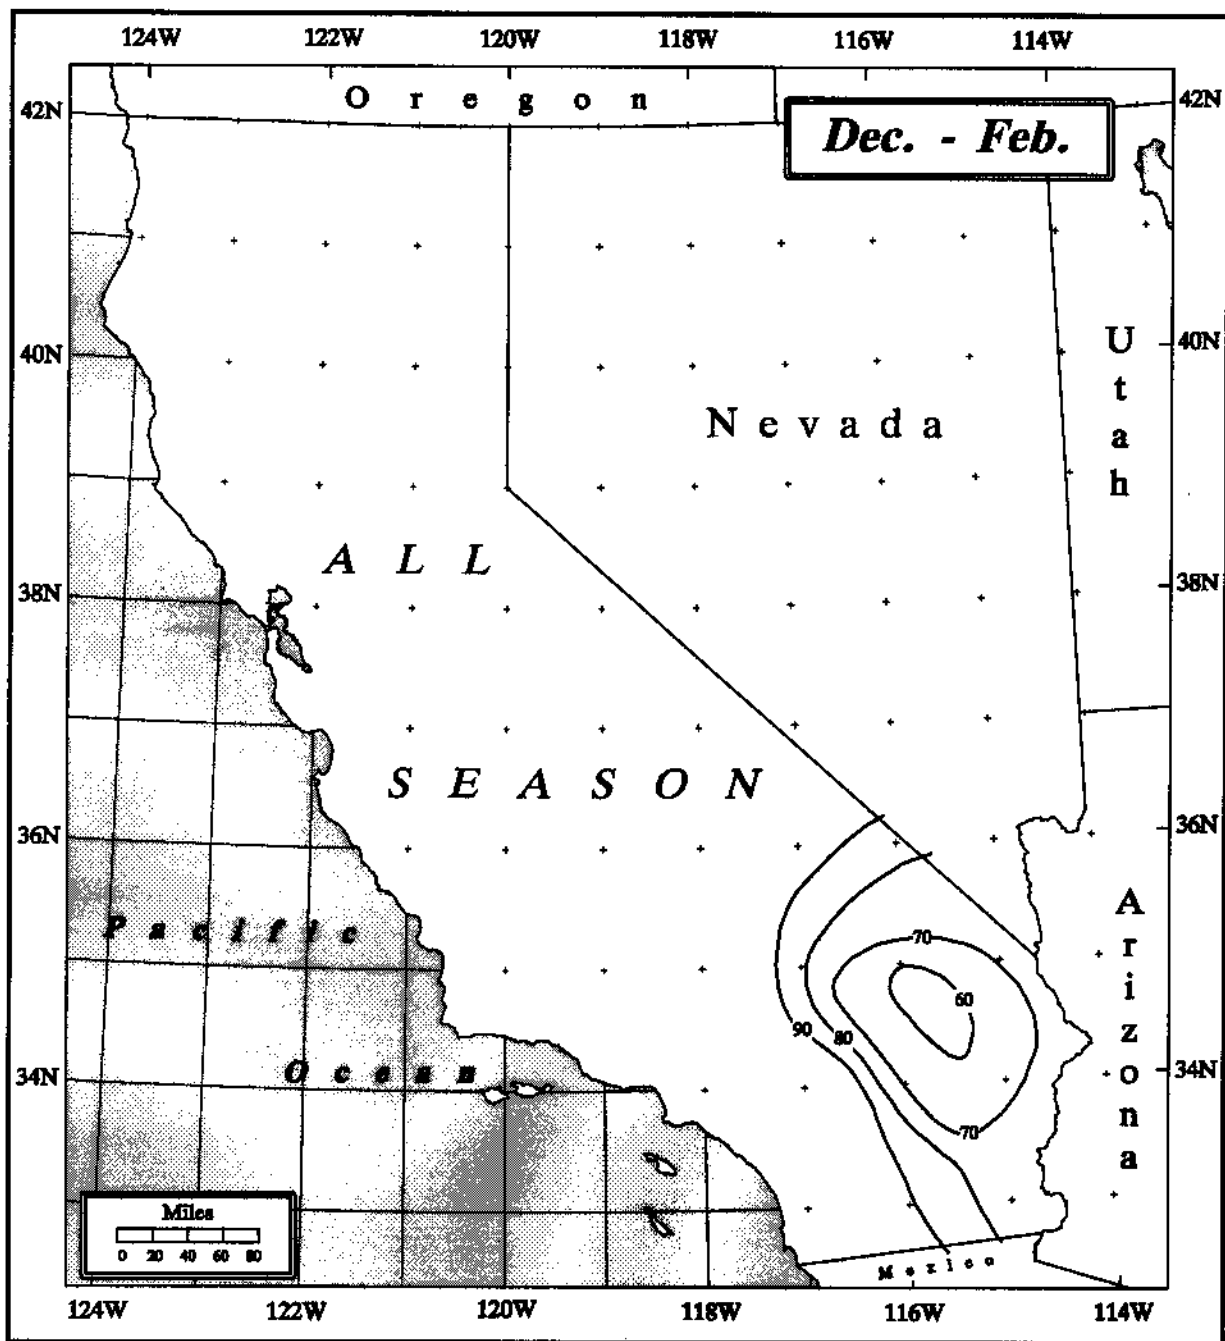 124W 122W 120W 118W 116W 114W
Oregon
42N 42N
Dec. - Feb.
40N 40N
Utah
Nevada
ALL
38N 38N
SEASON
36N 36N
Arizona
Pacific
70
60
90 80
Ocean
34N 34N
70
Miles
0 20 40 60 80
Mexico
124W 122W 120W 118W 116W 114W